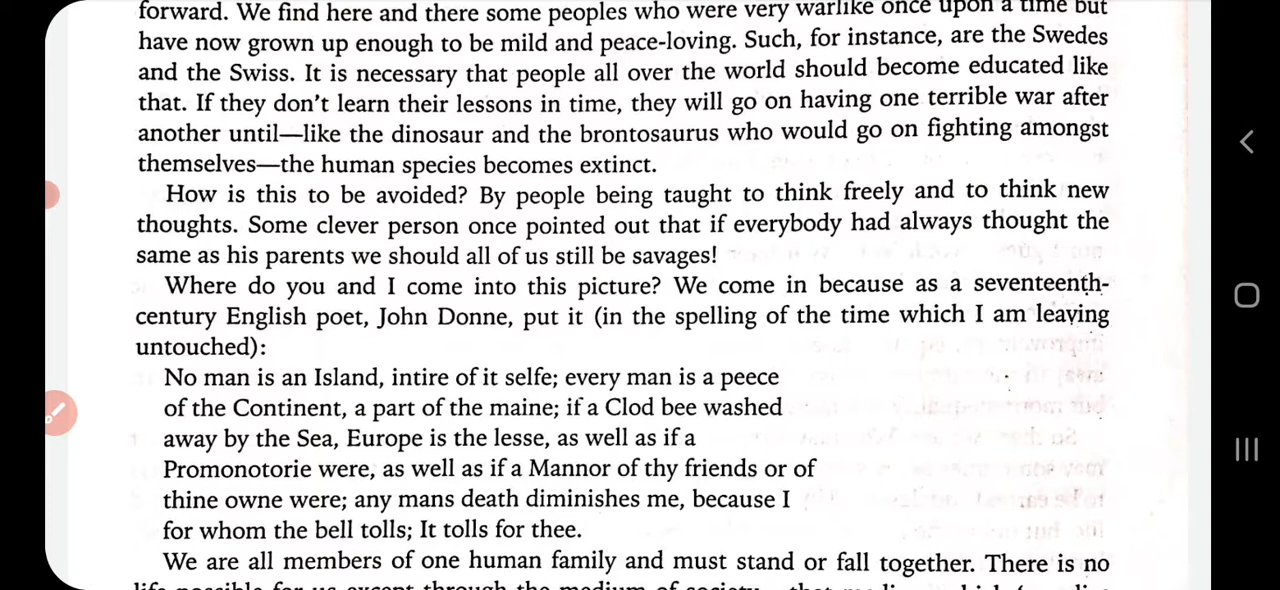 forward. We find here and there some peoples who were very warlike once upon a time but
have now grown up enough to be mild and peace-loving. Such, for instance, are the Swedes
and the Swiss. It is necessary that people all over the world should become educated like
that. If they don't learn their lessons in time, they will go on having one terrible war after
another until—like the dinosaur and the brontosaurus who would go on fighting amongst
themselves—the human species becomes extinct.
How is this to be avoided? By people being taught to think freely and to think new
thoughts. Some clever person once pointed out that if everybody had always thought the
same as his parents we should all of us still be savages!
Where do you and I come into this picture? We come in because as a seventeenth-
century English poet, John Donne, put it (in the spelling of the time which I am leaving
untouched):
No man is an Island, intire of it selfe; every man is a peece
of the Continent, a part of the maine; if a Clod bee washed
away by the Sea, Europe is the lesse, as well as if a
Promonotorie were, as well as if a Mannor of thy friends or of
thine owne were; any mans death diminishes me, because I
for whom the bell tolls; It tolls for thee.
We are all members of one human family and must stand or fall together. There is no
life possible for us except through the medium of society